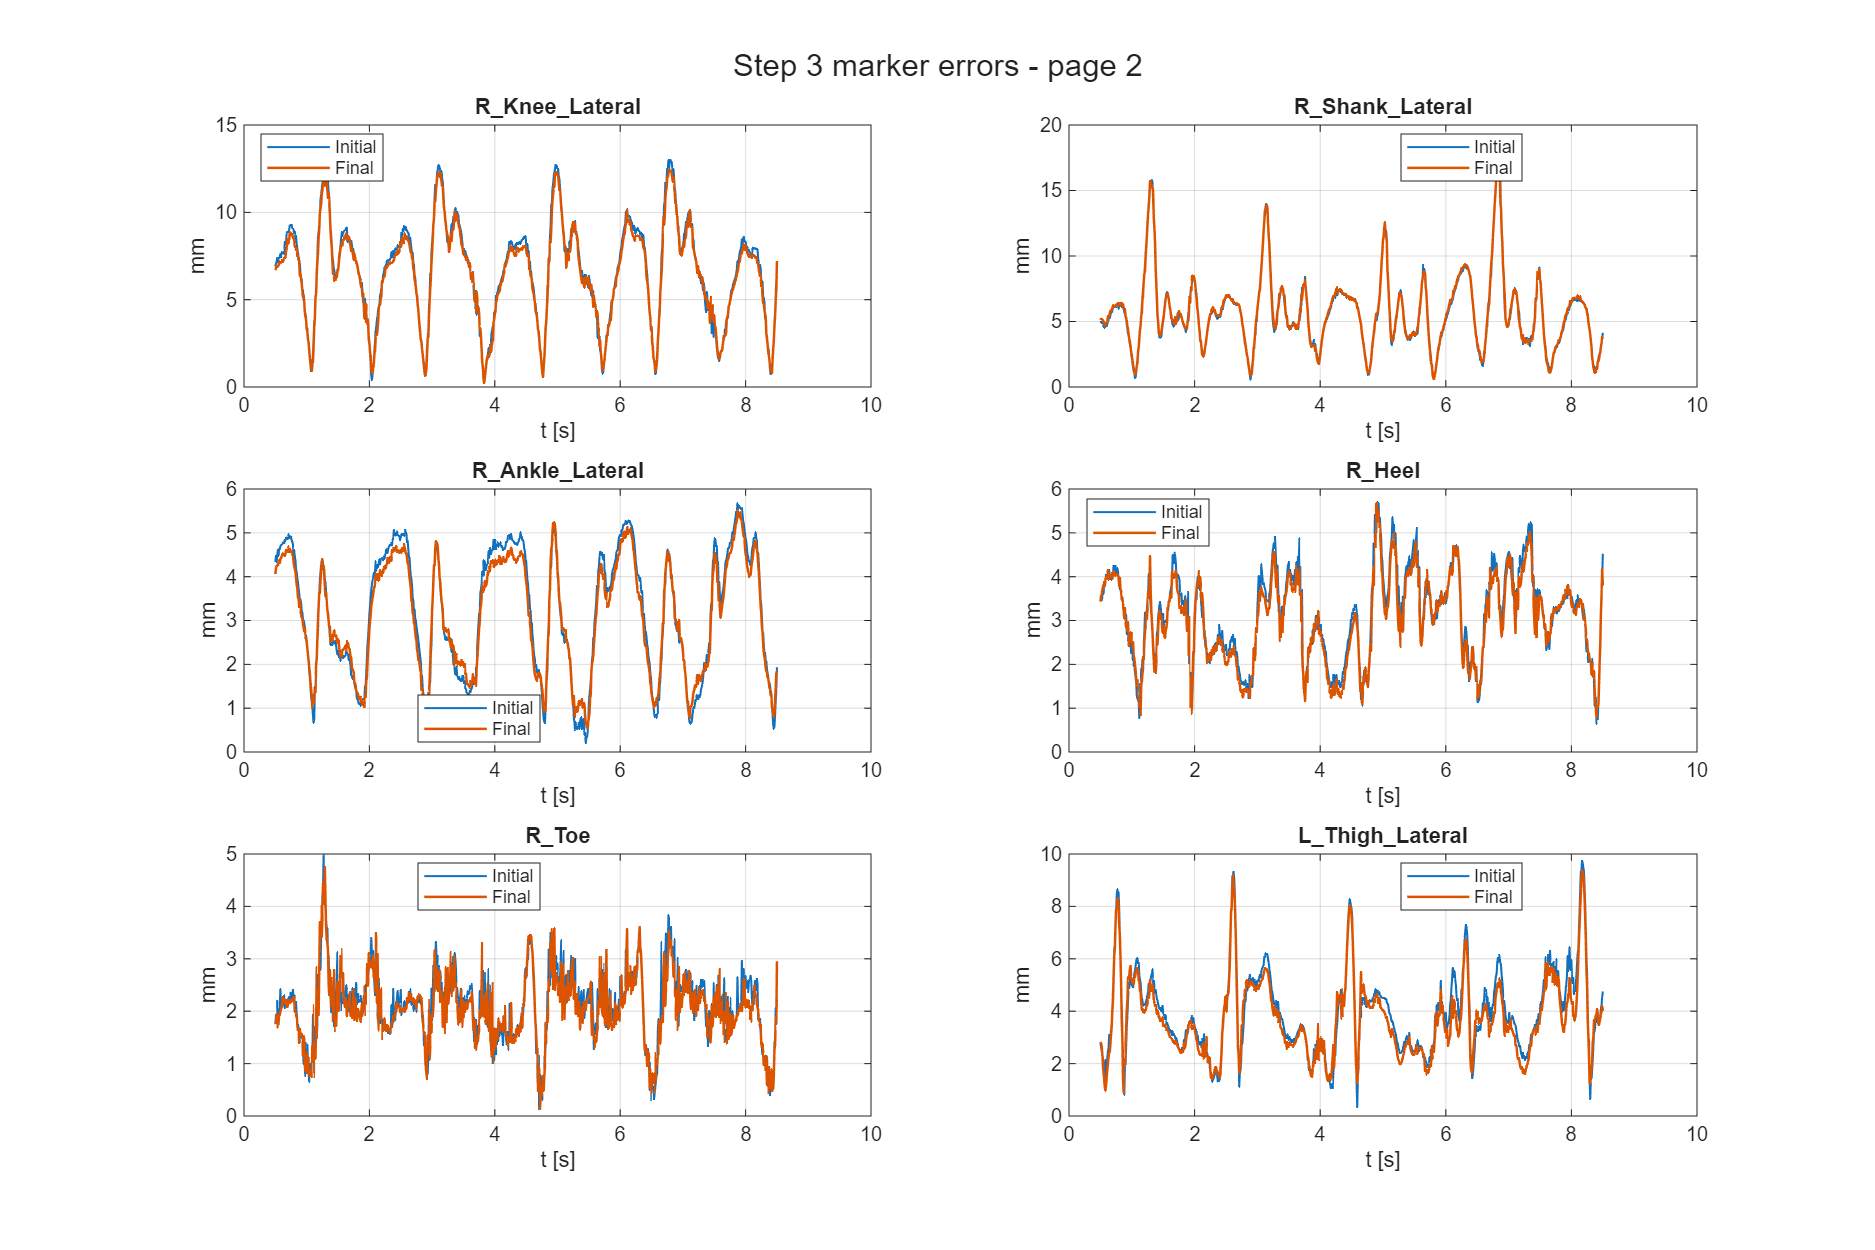 Step 3 marker errors - page 2
R_Knee_Lateral
15
10
5
0
mm
Initial
Final
0 2 4 6 8 10
t [s]
R_Shank_Lateral
20
15
10
5
0
mm
Initial
Final
0 2 4 6 8 10
t [s]
R_Ankle_Lateral
6
5
4
3
2
1
0
mm
Initial
Final
0 2 4 6 8 10
t [s]
R_Heel
6
5
4
3
2
1
0
mm
Initial
Final
0 2 4 6 8 10
t [s]
R_Toe
5
4
3
2
1
0
mm
Initial
Final
0 2 4 6 8 10
t [s]
L_Thigh_Lateral
10
8
6
4
2
0
mm
Initial
Final
0 2 4 6 8 10
t [s]